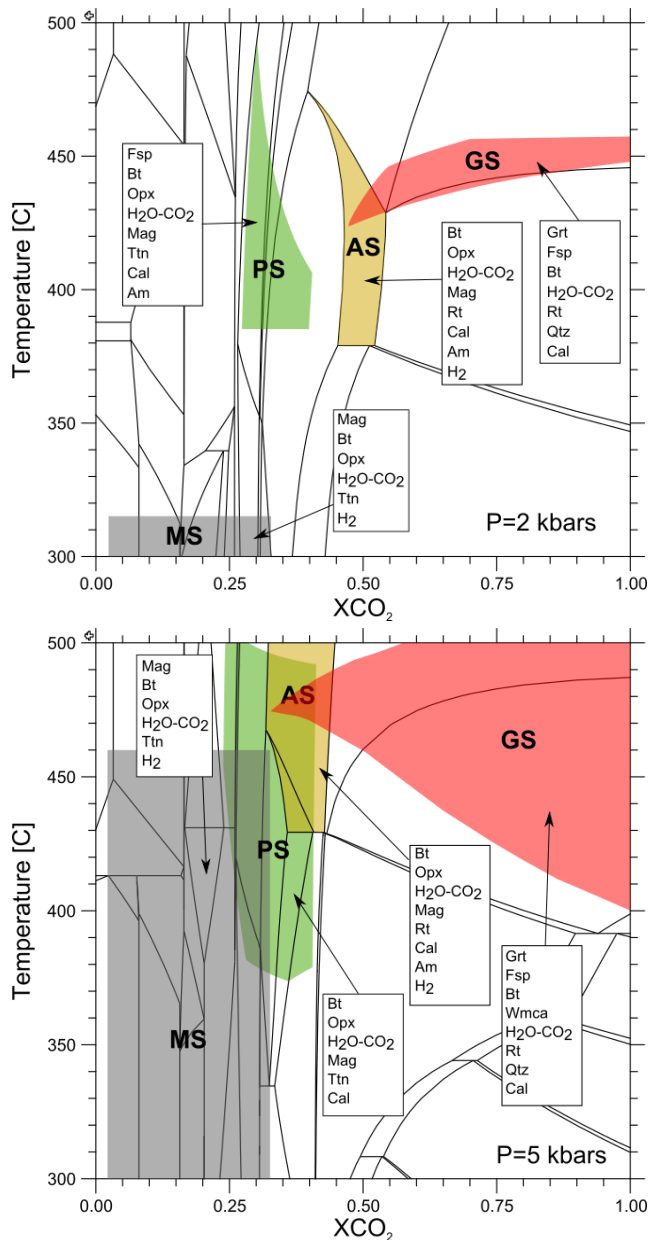 500
Fsp
Bt
Opx
H2O-CO2
Mag
Ttn
Cal
Am
450
GS
AS
PS
Bt
Opx
H2O-CO2
Mag
Rt
Cal
Am
H2
Grt
Fsp
Bt
H2O-CO2
Rt
Qtz
Cal
Temperature [C]
400
350
Mag
Bt
Opx
H2O-CO2
Ttn
H2
MS
P=2 kbars
300
0.00
0.25
0.50
0.75
1.00
XCO2
500
Mag
Bt
Opx
H2O-CO2
Ttn
H2
AS
GS
450
PS
Bt
Opx
H2O-CO2
Mag
Rt
Cal
Am
H2
Temperature [C]
400
Grt
Fsp
Bt
Wmca
H2O-CO2
Rt
Qtz
Cal
Bt
Opx
H2O-CO2
Mag
Ttn
Cal
350
MS
P=5 kbars
300
0.00
0.25
0.50
0.75
1.00
XCO2